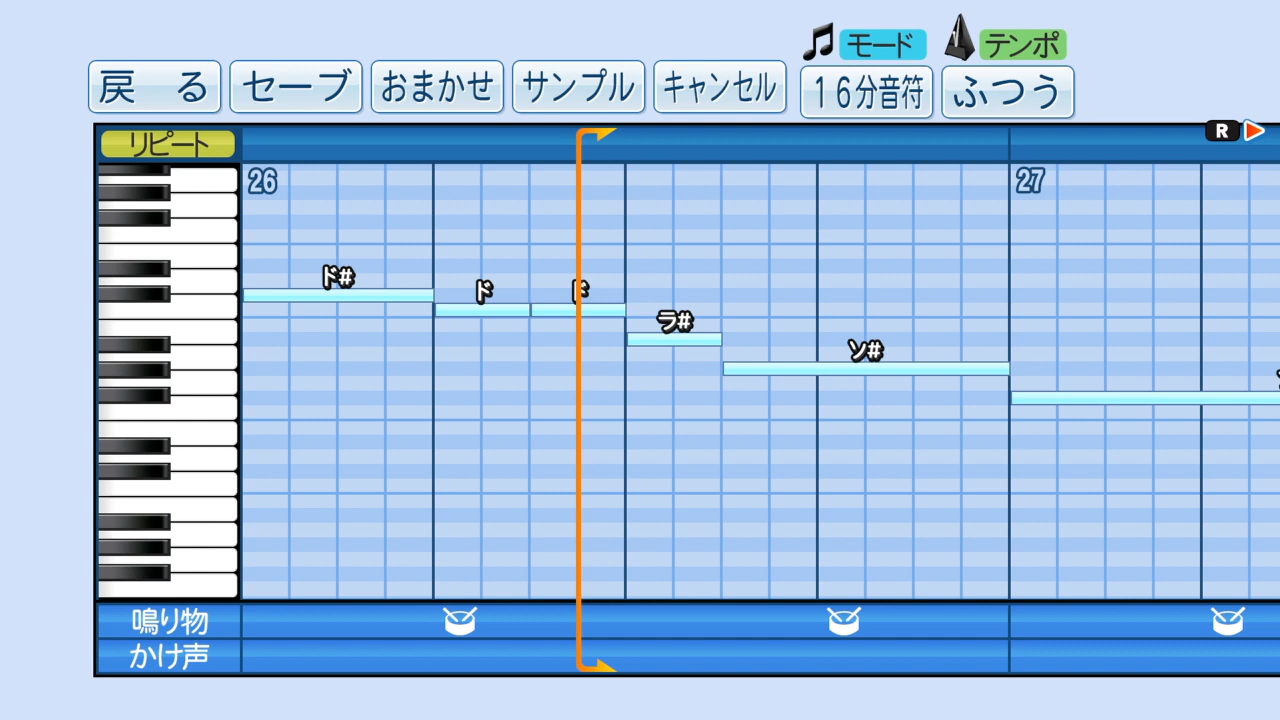 モード テンポ
戻 る セーブ おまかせ サンプル キャンセル 16分音符 ふつう
リピート R
26 27
ド#
ド ド
ラ#
ソ#
鳴り物
かけ声